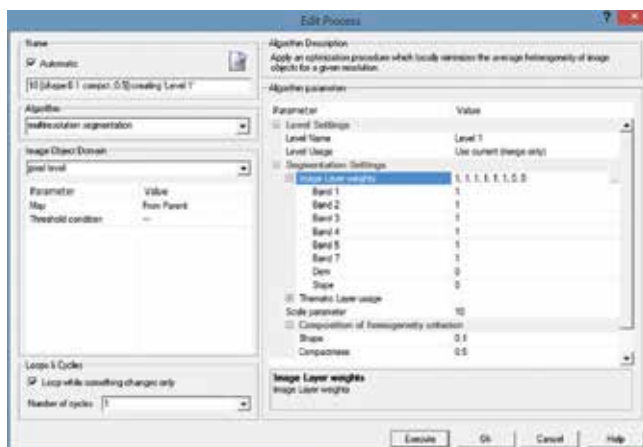 Edit Process
? x
Name
Automatic
10 [shape:0.1 compct.:0.5] creating 'Level 1'
Algorithm
multiresolution segmentation
Image Object Domain
pixel level
Parameter Value
Map From Parent
Threshold condition ---
Loops & Cycles
Loop while something changes only
Number of cycles 1
Algorithm Description
Apply an optimization procedure which locally minimizes the average heterogeneity of image
objects for a given resolution.
Algorithm parameters
Parameter Value
Level Settings
Level Name Level 1
Level Usage Use current (merge only)
Segmentation Settings
Image Layer weights 1, 1, 1, 1, 1, 1, 0, 0
Band 1 1
Band 2 1
Band 3 1
Band 4 1
Band 5 1
Band 7 1
Dem 0
Slope 0
Thematic Layer usage
Scale parameter 10
Composition of homogeneity criterion
Shape 0.1
Compactness 0.5
Image Layer weights
Image Layer weights
Execute Ok Cancel Help